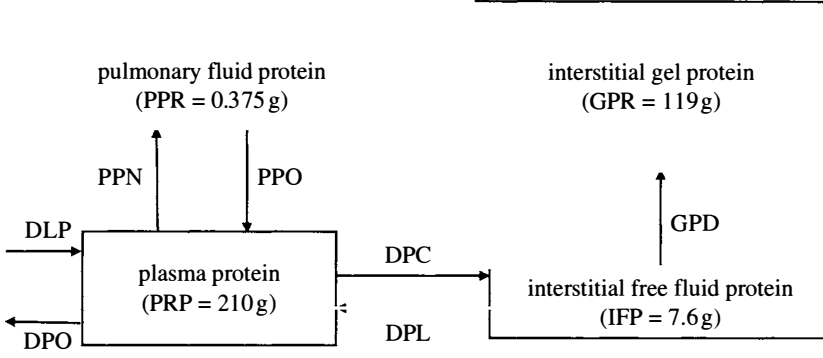 pulmonary fluid protein
(PPR = 0.375 g)
interstitial gel protein
(GPR = 119 g)
PPN
PPO
GPD
DLP
DPC
plasma protein
(PRP = 210 g)
interstitial free fluid protein
(IFP = 7.6 g)
DPO
DPL